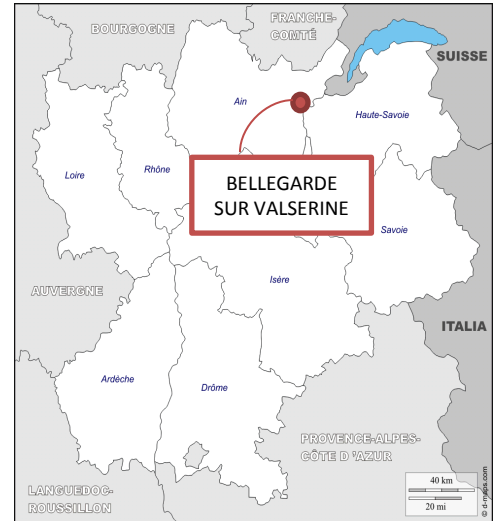 BOURGOGNE
FRANCHE-
COMTÉ
SUISSE
Ain
Haute-Savoie
Loire
Rhône
BELLEGARDE
SUR VALSERINE
Savoie
Isère
AUVERGNE
ITALIA
Ardèche
Drôme
PROVENCE-ALPES-
CÔTE D 'AZUR
LANGUEDOC-
ROUSSILLON
40 km
20 mi
© d-maps.com